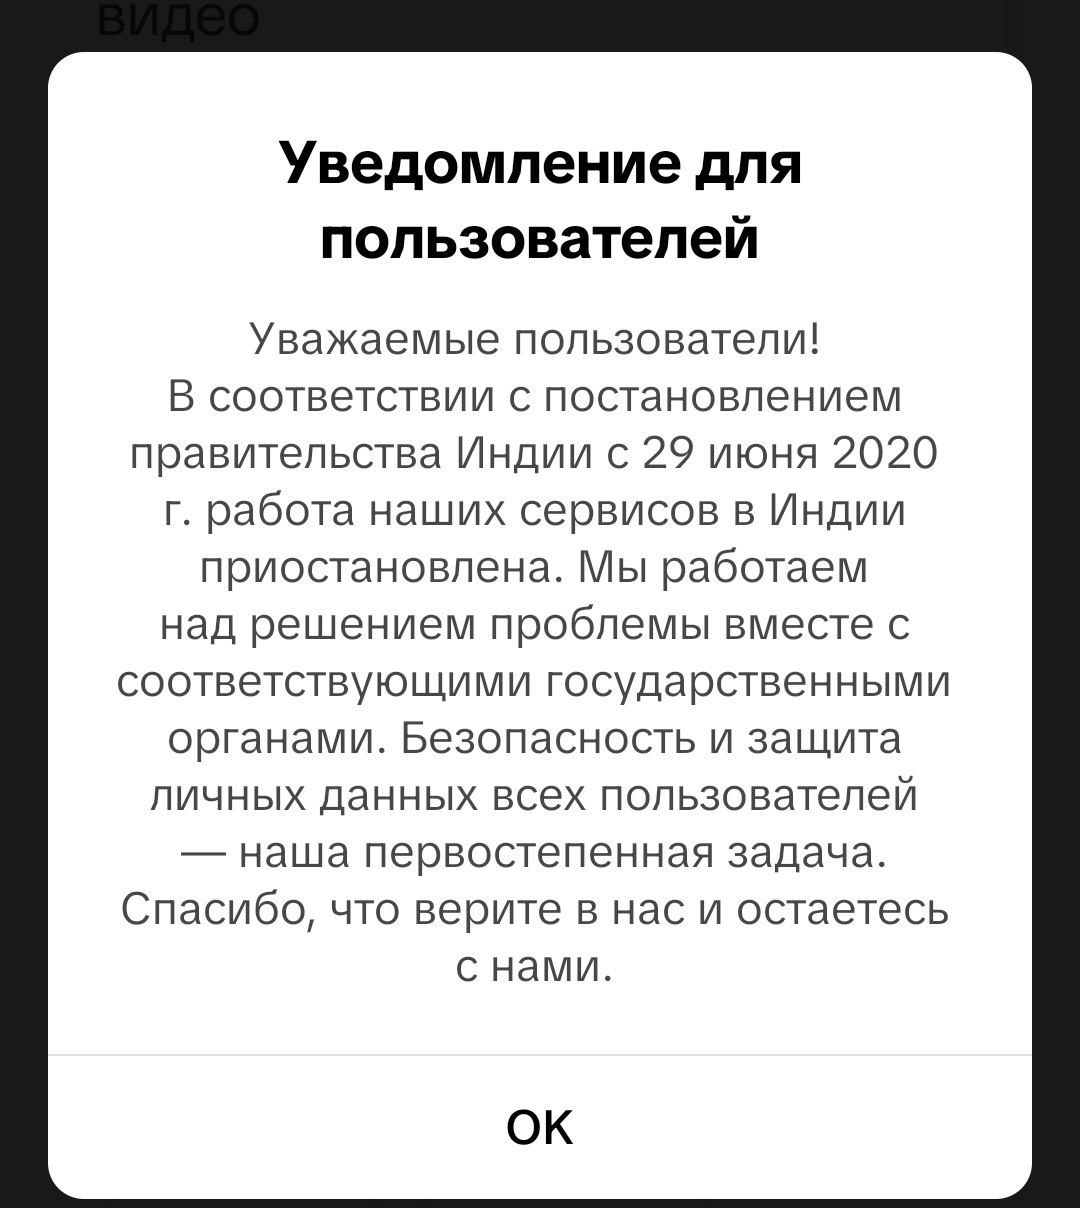 видео
Уведомление для
пользователей
Уважаемые пользователи!
В соответствии с постановлением
правительства Индии с 29 июня 2020
г. работа наших сервисов в Индии
приостановлена. Мы работаем
над решением проблемы вместе с
соответствующими государственными
органами. Безопасность и защита
личных данных всех пользователей
— наша первостепенная задача.
Спасибо, что верите в нас и остаетесь
с нами.
ОК